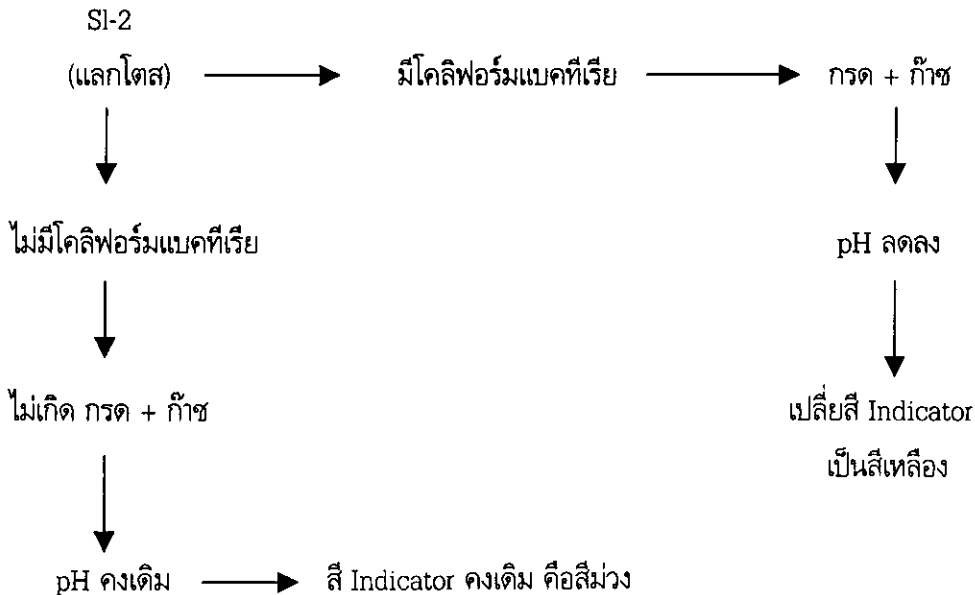 SI-2
(แลกโตส) มีโคลิฟอร์มแบคทีเรีย กรด + ก๊าซ
ไม่มีโคลิฟอร์มแบคทีเรีย pH ลดลง
ไม่เกิด กรด + ก๊าซ เปลี่ยสี Indicator
เป็นสีเหลือง
pH คงเดิม สี Indicator คงเดิม คือสีม่วง